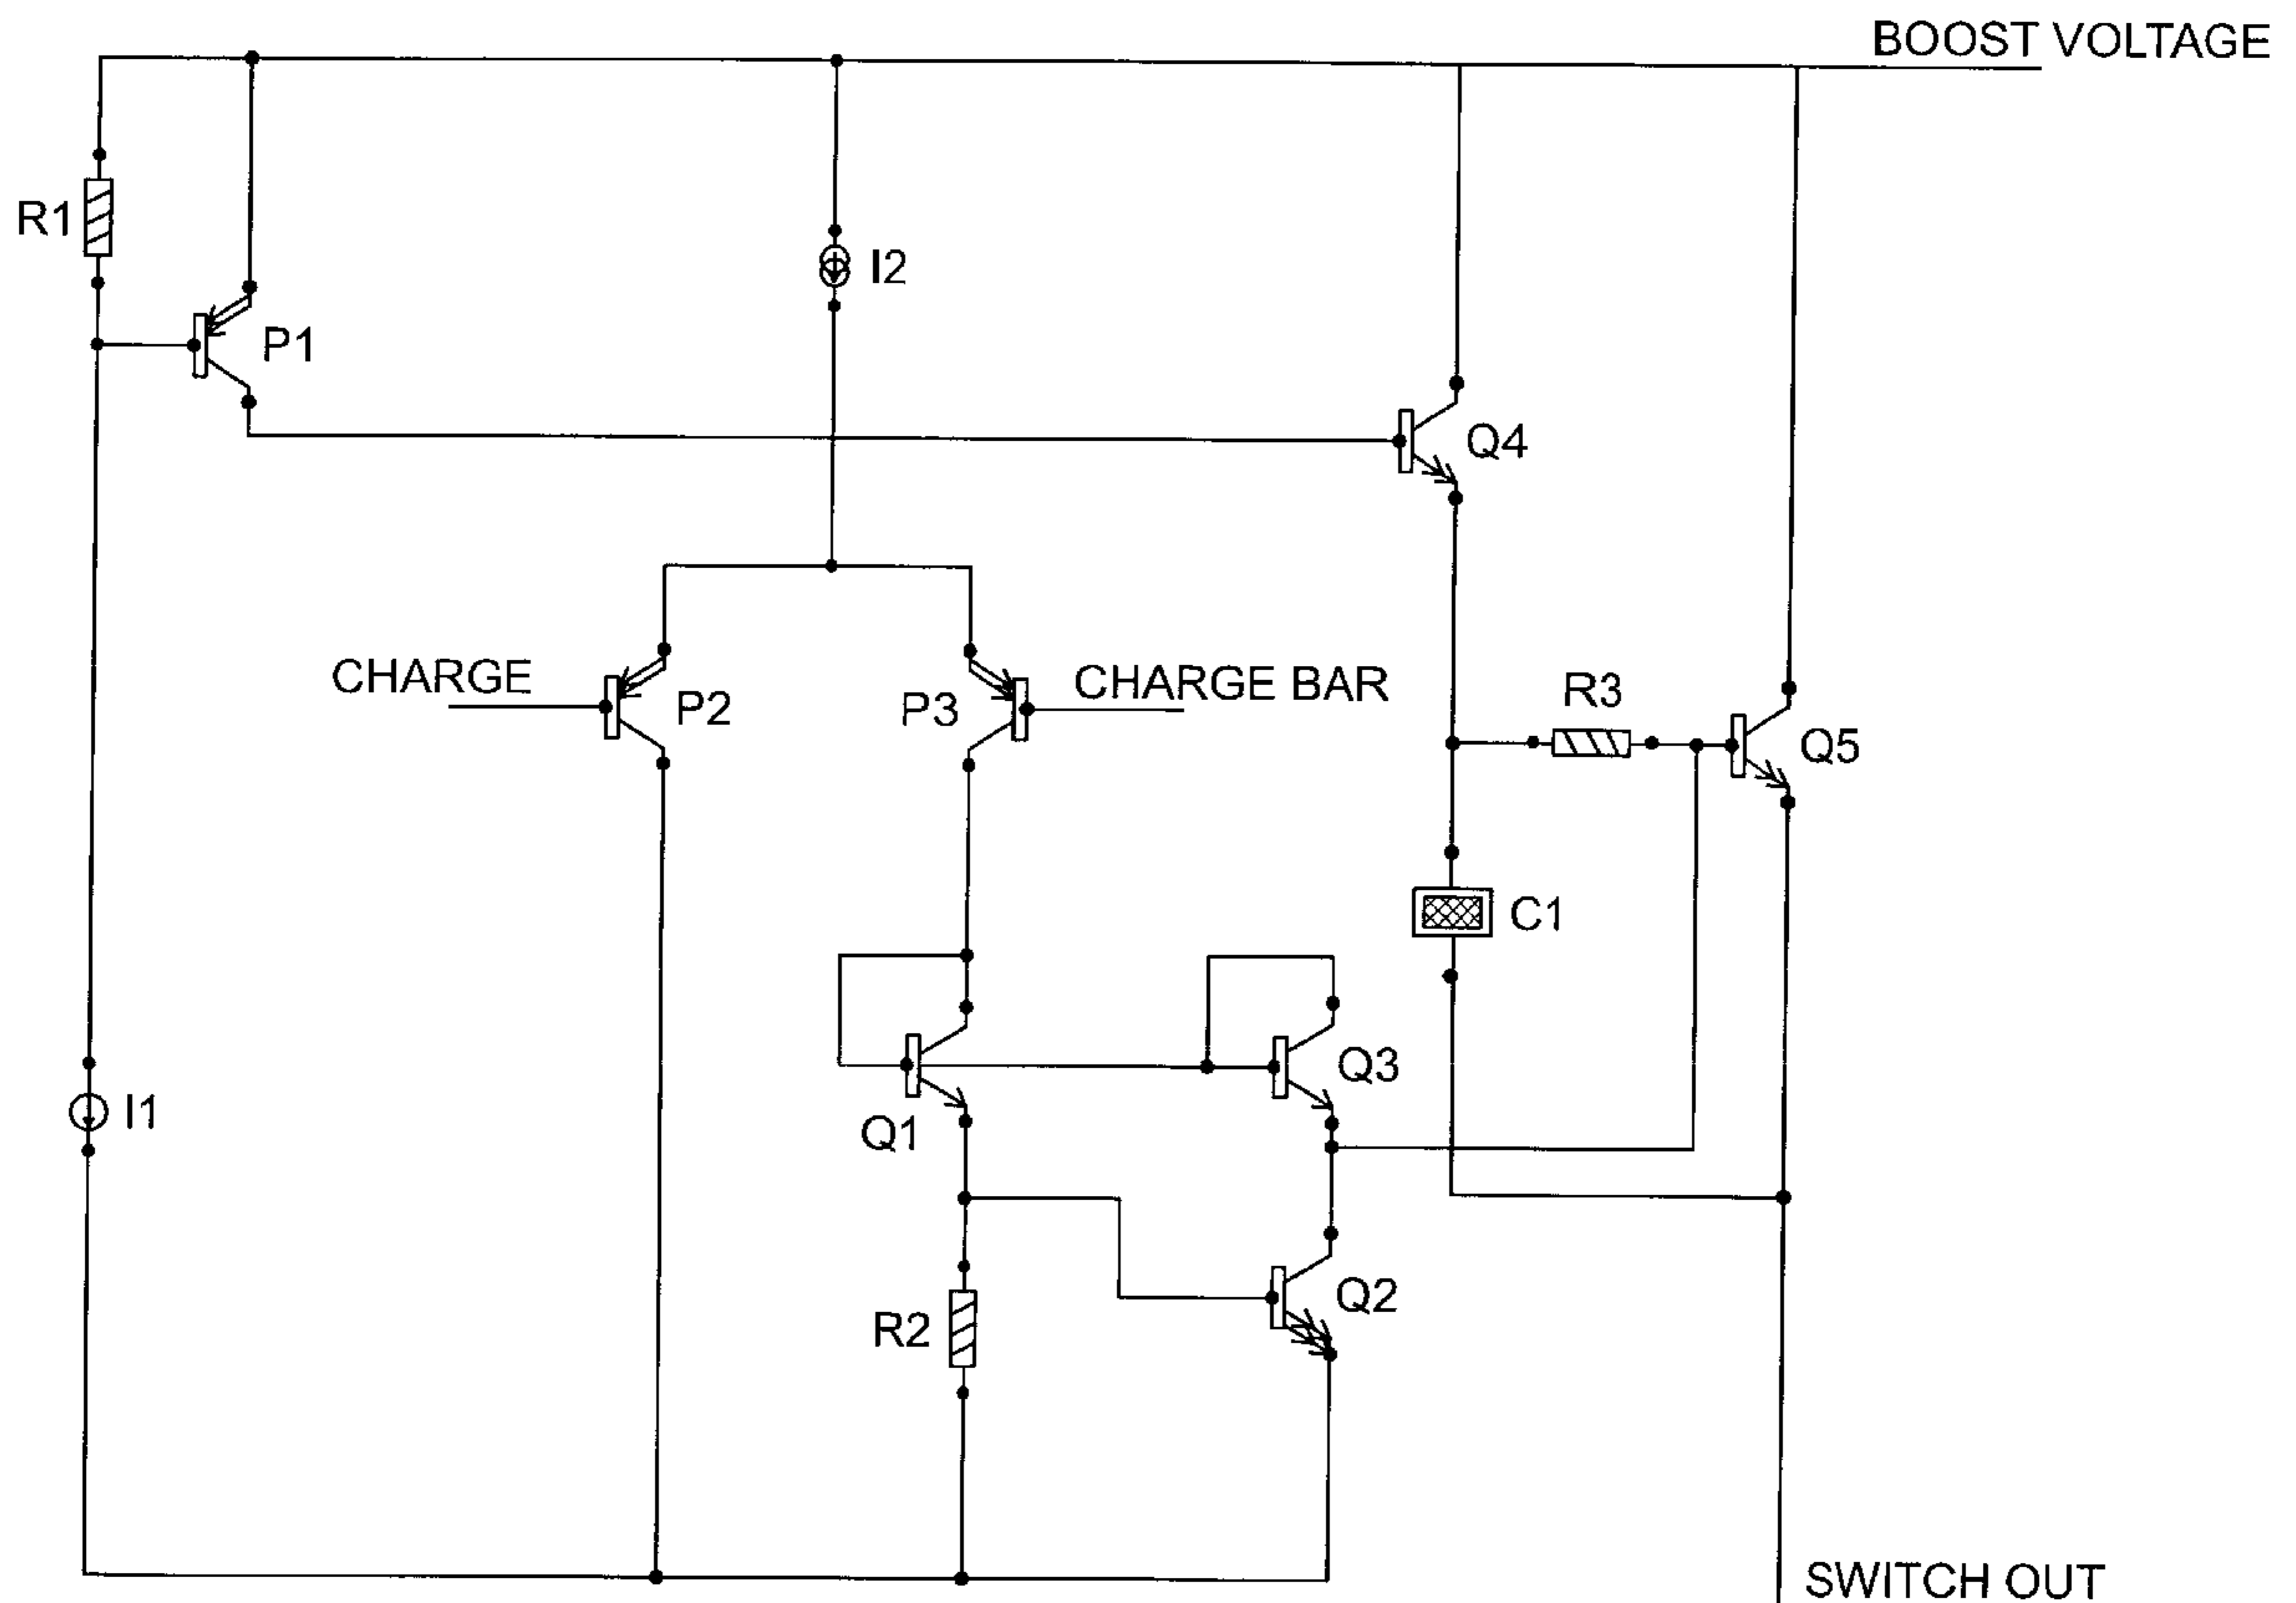 BOOST VOLTAGE
R1
I2
P1
Q4
CHARGE
P2
P3
CHARGE BAR
R3
Q5
C1
Q3
I1
Q1
Q2
R2
SWITCH OUT